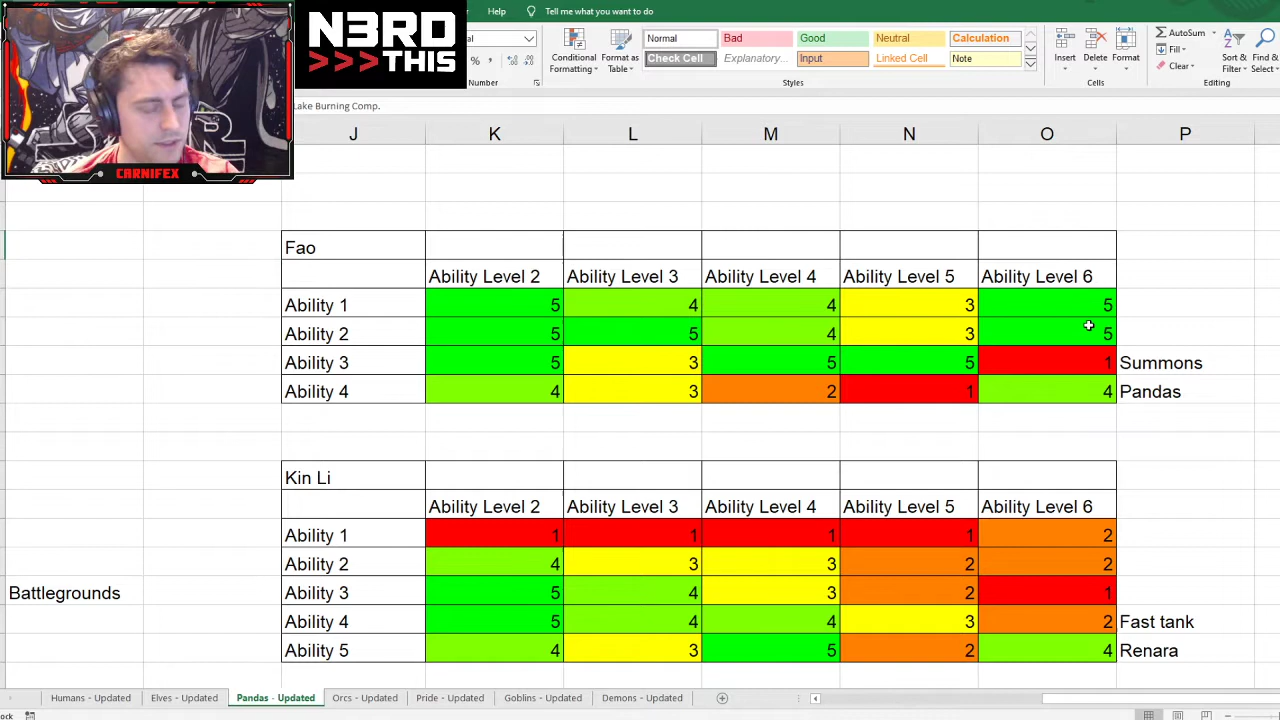 N3RD
>>> THIS
CARNIFEX
Help
Tell me what you want to do
al
%
Number
Conditional
Formatting
Format as
Table
Normal
Bad
Good
Neutral
Calculation
Check Cell
Explanatory...
Input
Linked Cell
Note
Styles
Insert
Delete
Format
Cells
AutoSum
Fill
Clear
Sort &
Filter
Find &
Select
Editing
Lake Burning Comp.
J K L M N O P
Fao
Ability Level 2 Ability Level 3 Ability Level 4 Ability Level 5 Ability Level 6
Ability 1 5 4 4 3 5
Ability 2 5 5 4 3 5
Ability 3 5 3 5 5 1 Summons
Ability 4 4 3 2 1 4 Pandas
Kin Li
Ability Level 2 Ability Level 3 Ability Level 4 Ability Level 5 Ability Level 6
Ability 1 1 1 1 1 2
Ability 2 4 3 3 2 2
Battlegrounds Ability 3 5 4 3 2 1
Ability 4 5 4 4 3 2 Fast tank
Ability 5 4 3 5 2 4 Renara
Humans - Updated Elves - Updated Pandas - Updated Orcs - Updated Pride - Updated Goblins - Updated Demons - Updated
ock